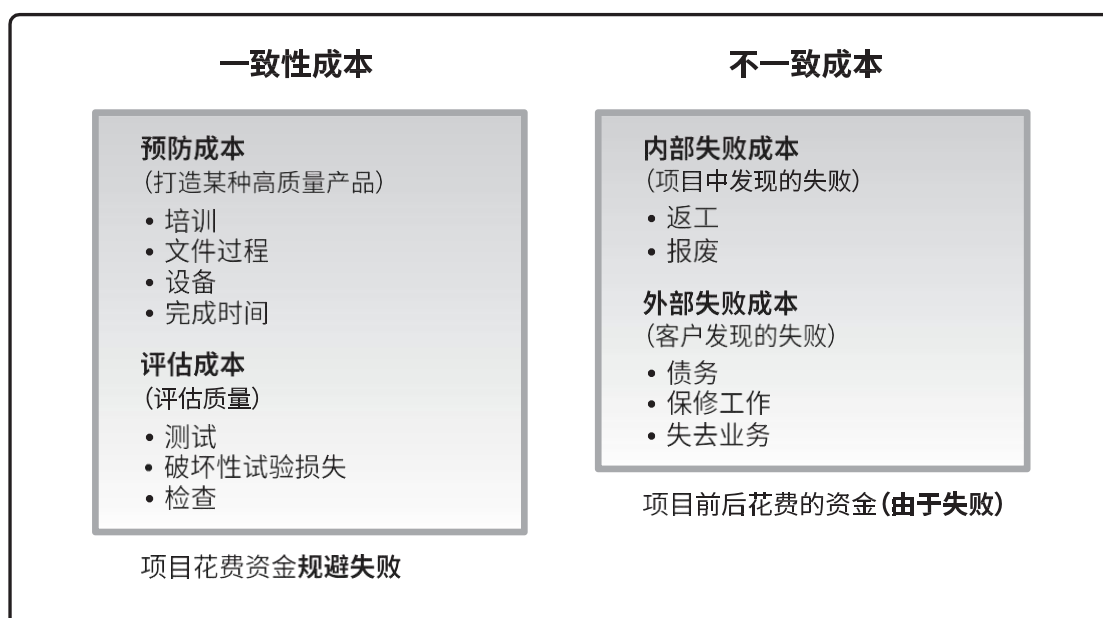 一致性成本
预防成本
（打造某种高质量产品）
• 培训
• 文件过程
• 设备
• 完成时间
评估成本
（评估质量）
• 测试
• 破坏性试验损失
• 检查
项目花费资金规避失败
不一致成本
内部失败成本
（项目中发现的失败）
• 返工
• 报废
外部失败成本
（客户发现的失败）
• 债务
• 保修工作
• 失去业务
项目前后花费的资金（由于失败）